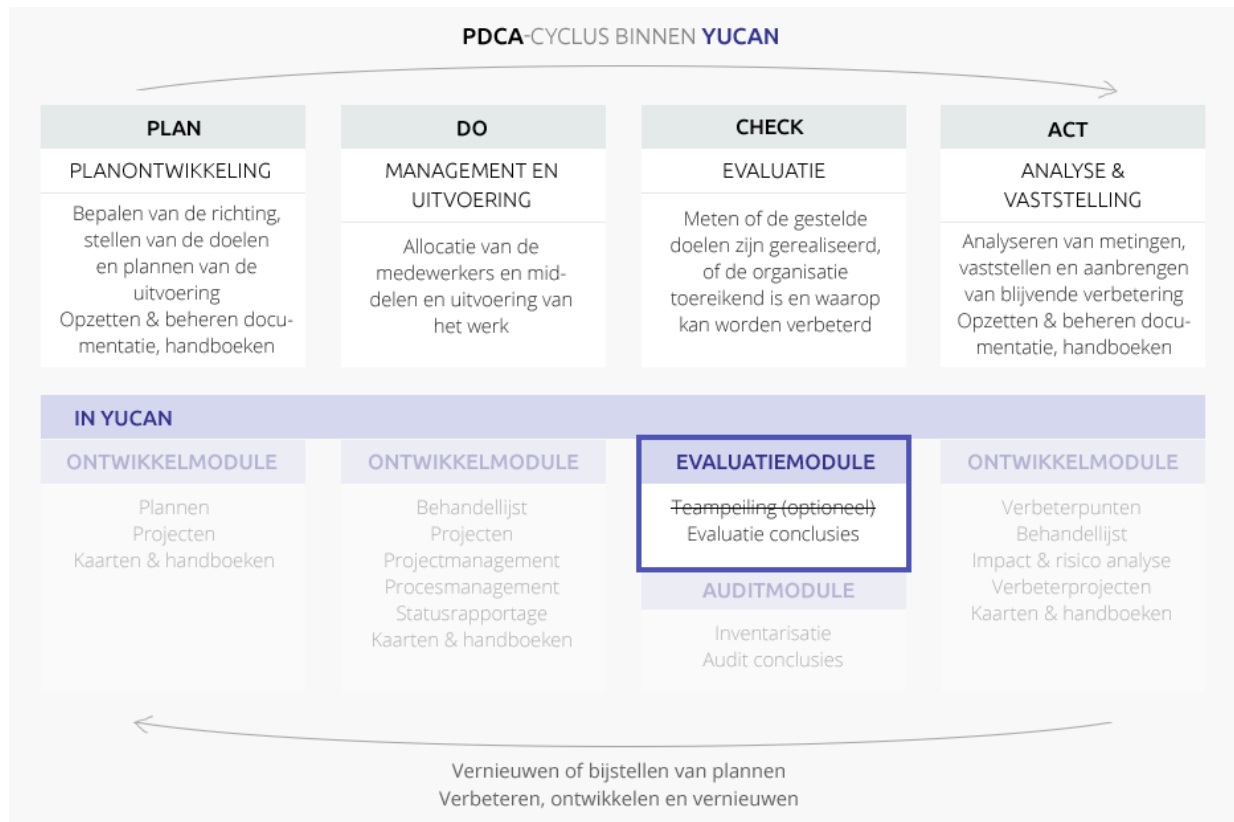 PDCA-CYCLUS BINNEN YUCAN
PLAN
PLANONTWIKKELING
Bepalen van de richting,
stellen van de doelen
en plannen van de
uitvoering
Opzetten & beheren docu-
mentatie, handboeken
DO
MANAGEMENT EN
UITVOERING
Allocatie van de
medewerkers en mid-
delen en uitvoering van
het werk
CHECK
EVALUATIE
Meten of de gestelde
doelen zijn gerealiseerd,
of de organisatie
toereikend is en waarop
kan worden verbeterd
ACT
ANALYSE &
VASTSTELLING
Analyseren van metingen,
vaststellen en aanbrengen
van blijvende verbetering
Opzetten & beheren docu-
mentatie, handboeken
IN YUCAN
ONTWIKKELMODULE
Plannen
Projecten
Kaarten & handboeken
ONTWIKKELMODULE
Behandellijst
Projecten
Projectmanagement
Procesmanagement
Statusrapportage
Kaarten & handboeken
EVALUATIEMODULE
Teampeiling (optioneel)
Evaluatie conclusies
AUDITMODULE
Inventarisatie
Audit conclusies
ONTWIKKELMODULE
Verbeterpunten
Behandellijst
Impact & risico analyse
Verbeterprojecten
Kaarten & handboeken
Vernieuwen of bijstellen van plannen
Verbeteren, ontwikkelen en vernieuwen